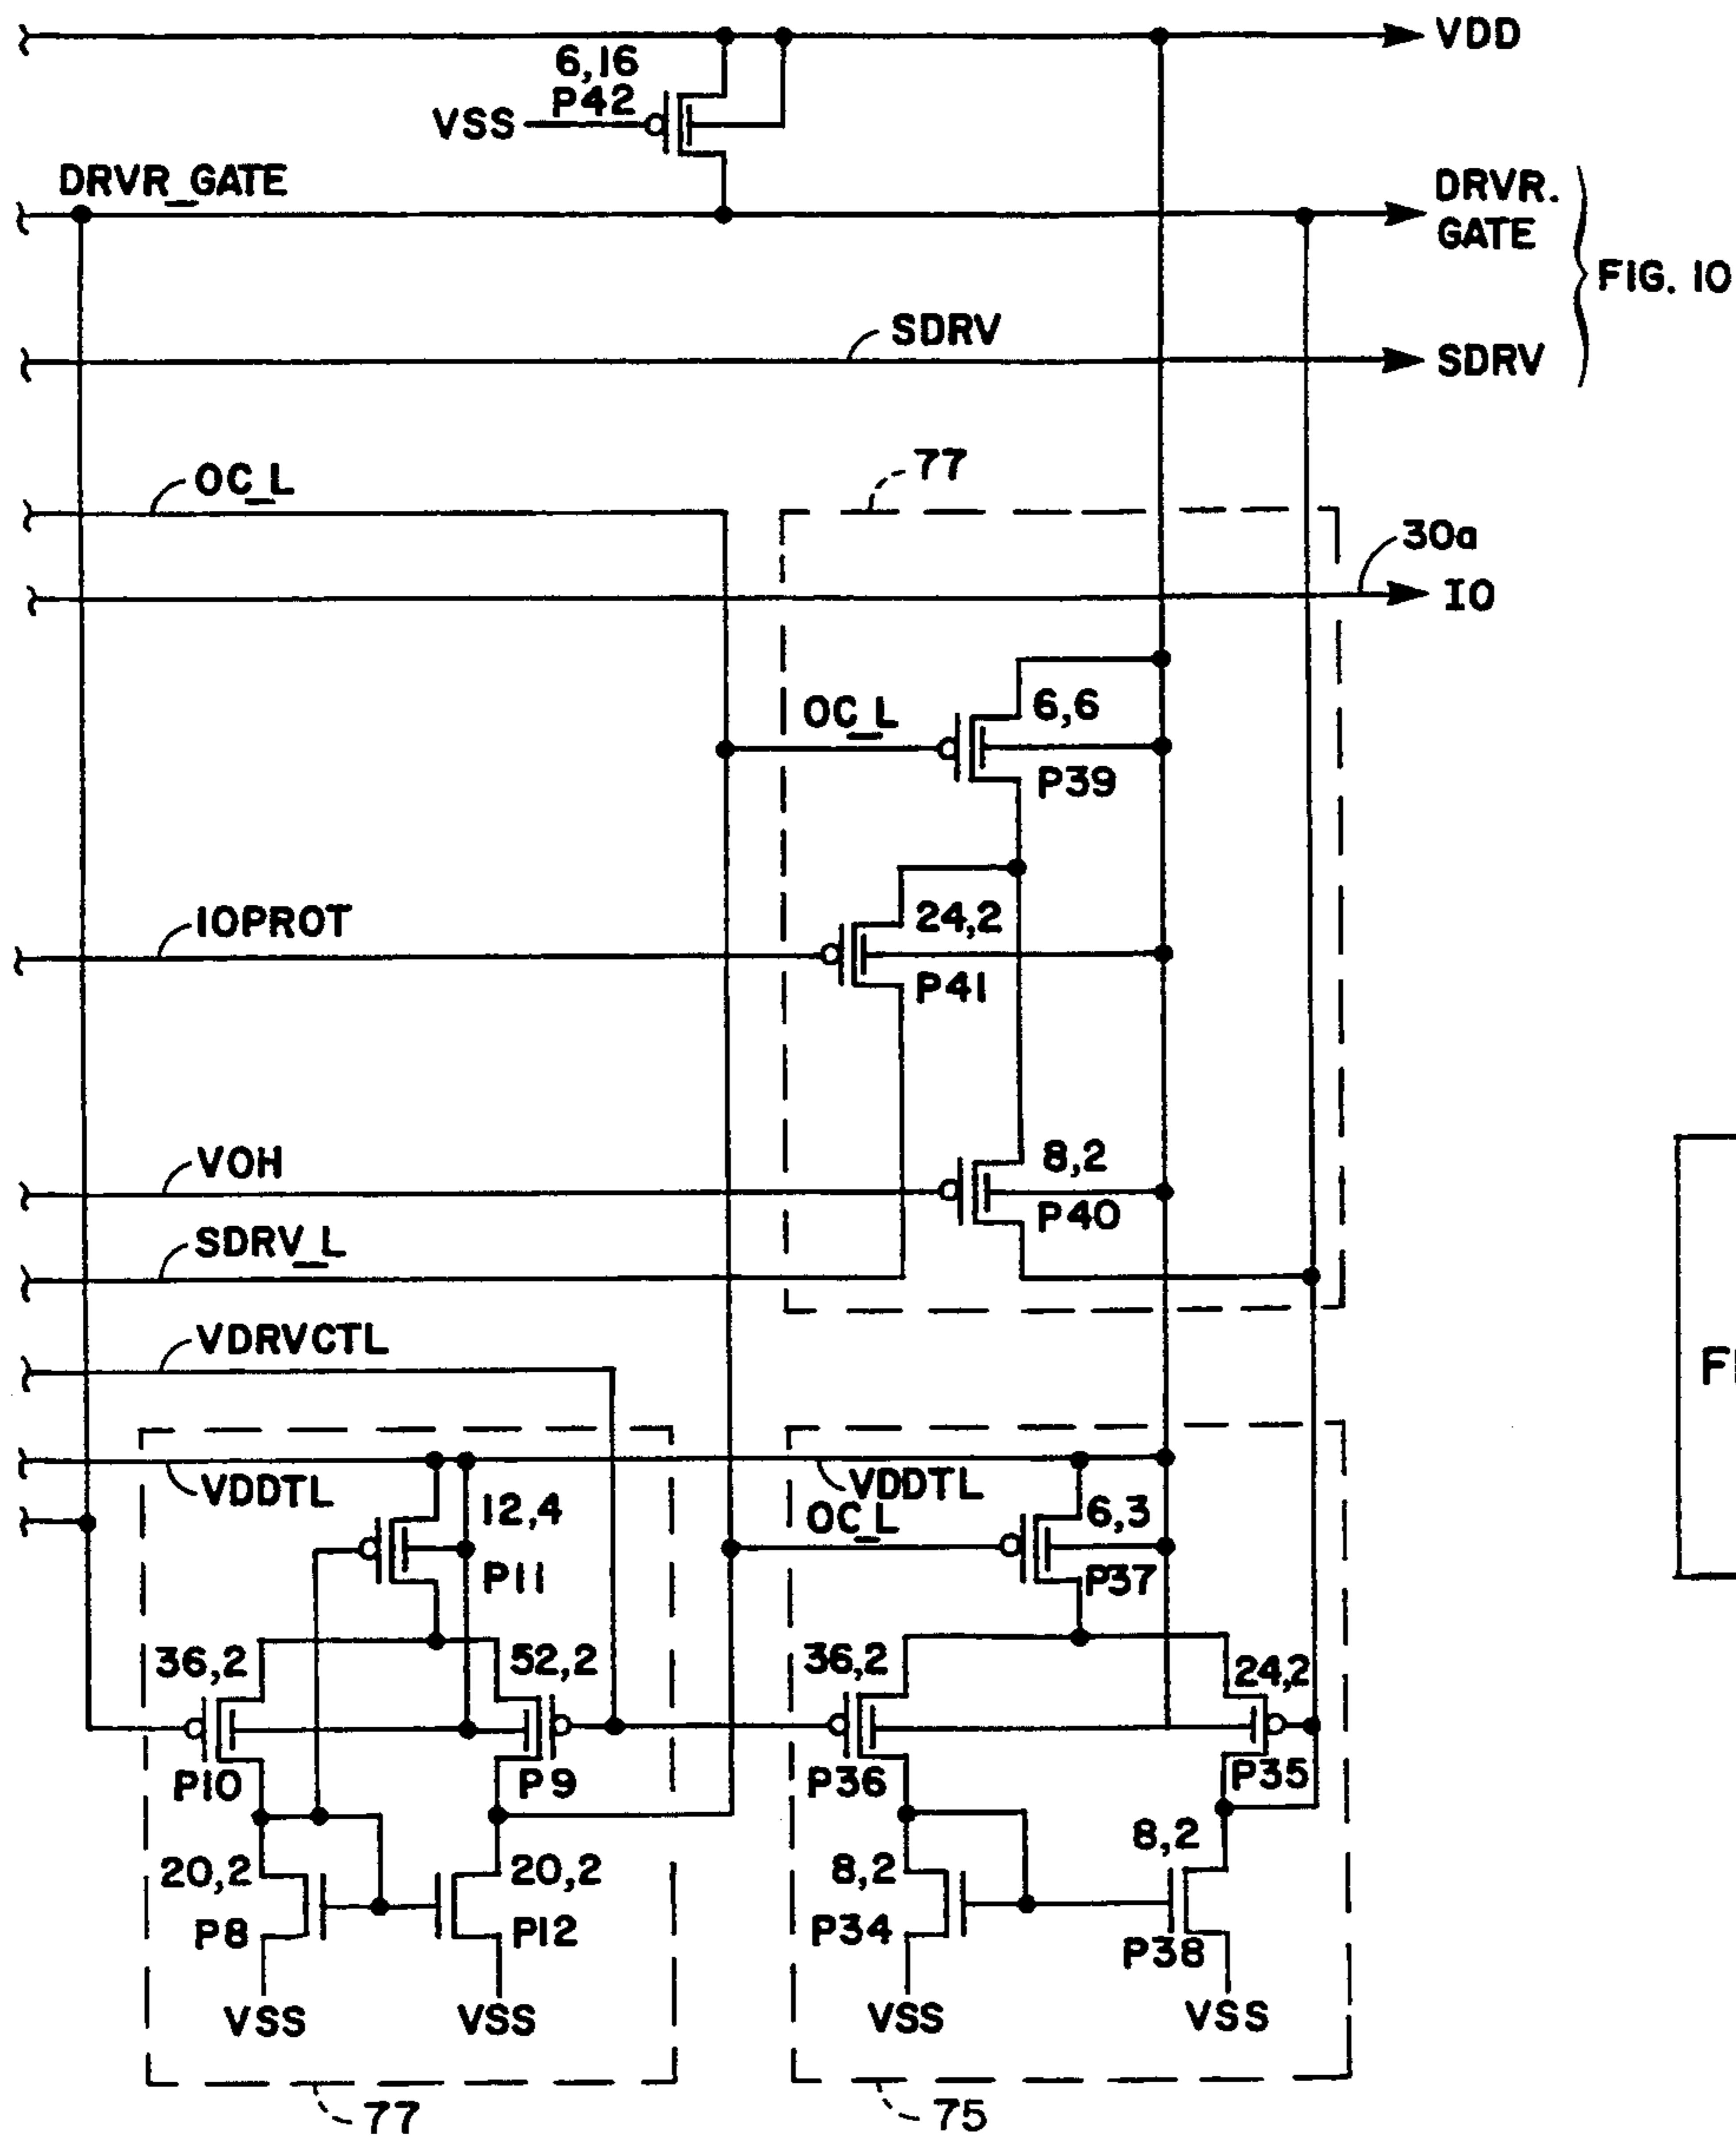 VDD
6,16
P42
VSS
DRVR_GATE
DRVR.
GATE
FIG. 10
SDRV
SDRV
OC_L
77
30a
IO
OC_L
6,6
P39
IOPROT
24,2
P41
VOH
8,2
P40
SDRV_L
VDRVCTL
VDDTL
VDDTL
12,4
OC_L
6,3
P11
P37
36,2
52,2
36,2
24,2
P10
P9
P36
P35
20,2
20,2
8,2
8,2
P8
P12
P34
P38
VSS
VSS
VSS
VSS
77
75